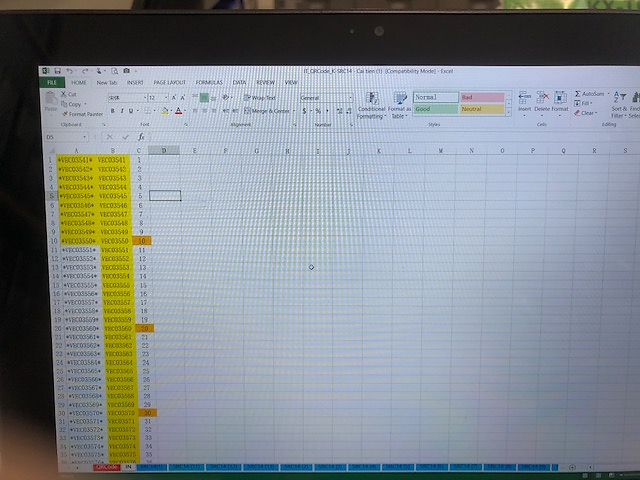 IT_QRCode_K-SRC14 - Cal Item (1) [Compatibility Mode] - Excel
FILE HOME New Tab INSERT PAGE LAYOUT FORMULAS DATA REVIEW VIEW
Cut
Copy
Format Painter
Paste
12
Wrap Text
Merge & Center
General
Conditional Formatting
Format as Table
Normal Bad
Good Neutral
Insert Delete Format
AutoSum
Fill
Clear
Sort & Filter
Clipboard Font Alignment Number Styles Cells Editing
D5 fx
A B C D E F G H I J K L M N O P Q R S
1 *VEC03541* VEC03541 1
2 *VEC03542* VEC03542 2
3 *VEC03543* VEC03543 3
4 *VEC03544* VEC03544 4
5 *VEC03545* VEC03545 5
6 *VEC03546* VEC03546 6
7 *VEC03547* VEC03547 7
8 *VEC03548* VEC03548 8
9 *VEC03549* VEC03549 9
10 *VEC03550* VEC03550 10
11 *VEC03551* VEC03551 11
12 *VEC03552* VEC03552 12
13 *VEC03553* VEC03553 13
14 *VEC03554* VEC03554 14
15 *VEC03555* VEC03555 15
16 *VEC03556* VEC03556 16
17 *VEC03557* VEC03557 17
18 *VEC03558* VEC03558 18
19 *VEC03559* VEC03559 19
20 *VEC03560* VEC03560 20
21 *VEC03561* VEC03561 21
22 *VEC03562* VEC03562 22
23 *VEC03563* VEC03563 23
24 *VEC03564* VEC03564 24
25 *VEC03565* VEC03565 25
26 *VEC03566* VEC03566 26
27 *VEC03567* VEC03567 27
28 *VEC03568* VEC03568 28
29 *VEC03569* VEC03569 29
30 *VEC03570* VEC03570 30
31 *VEC03571* VEC03571 31
32 *VEC03572* VEC03572 32
33 *VEC03573* VEC03573 33
34 *VEC03574* VEC03574 34
35 *VEC03575* VEC03575 35
QRCode IN